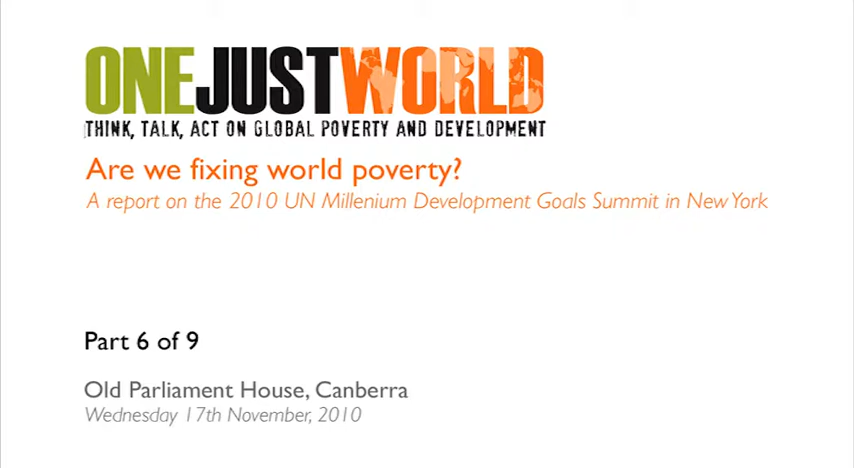 ONEJUSTWORLD
THINK, TALK, ACT ON GLOBAL POVERTY AND DEVELOPMENT
Are we fixing world poverty?
A report on the 2010 UN Millenium Development Goals Summit in New York
Part 6 of 9
Old Parliament House, Canberra
Wednesday 17th November, 2010